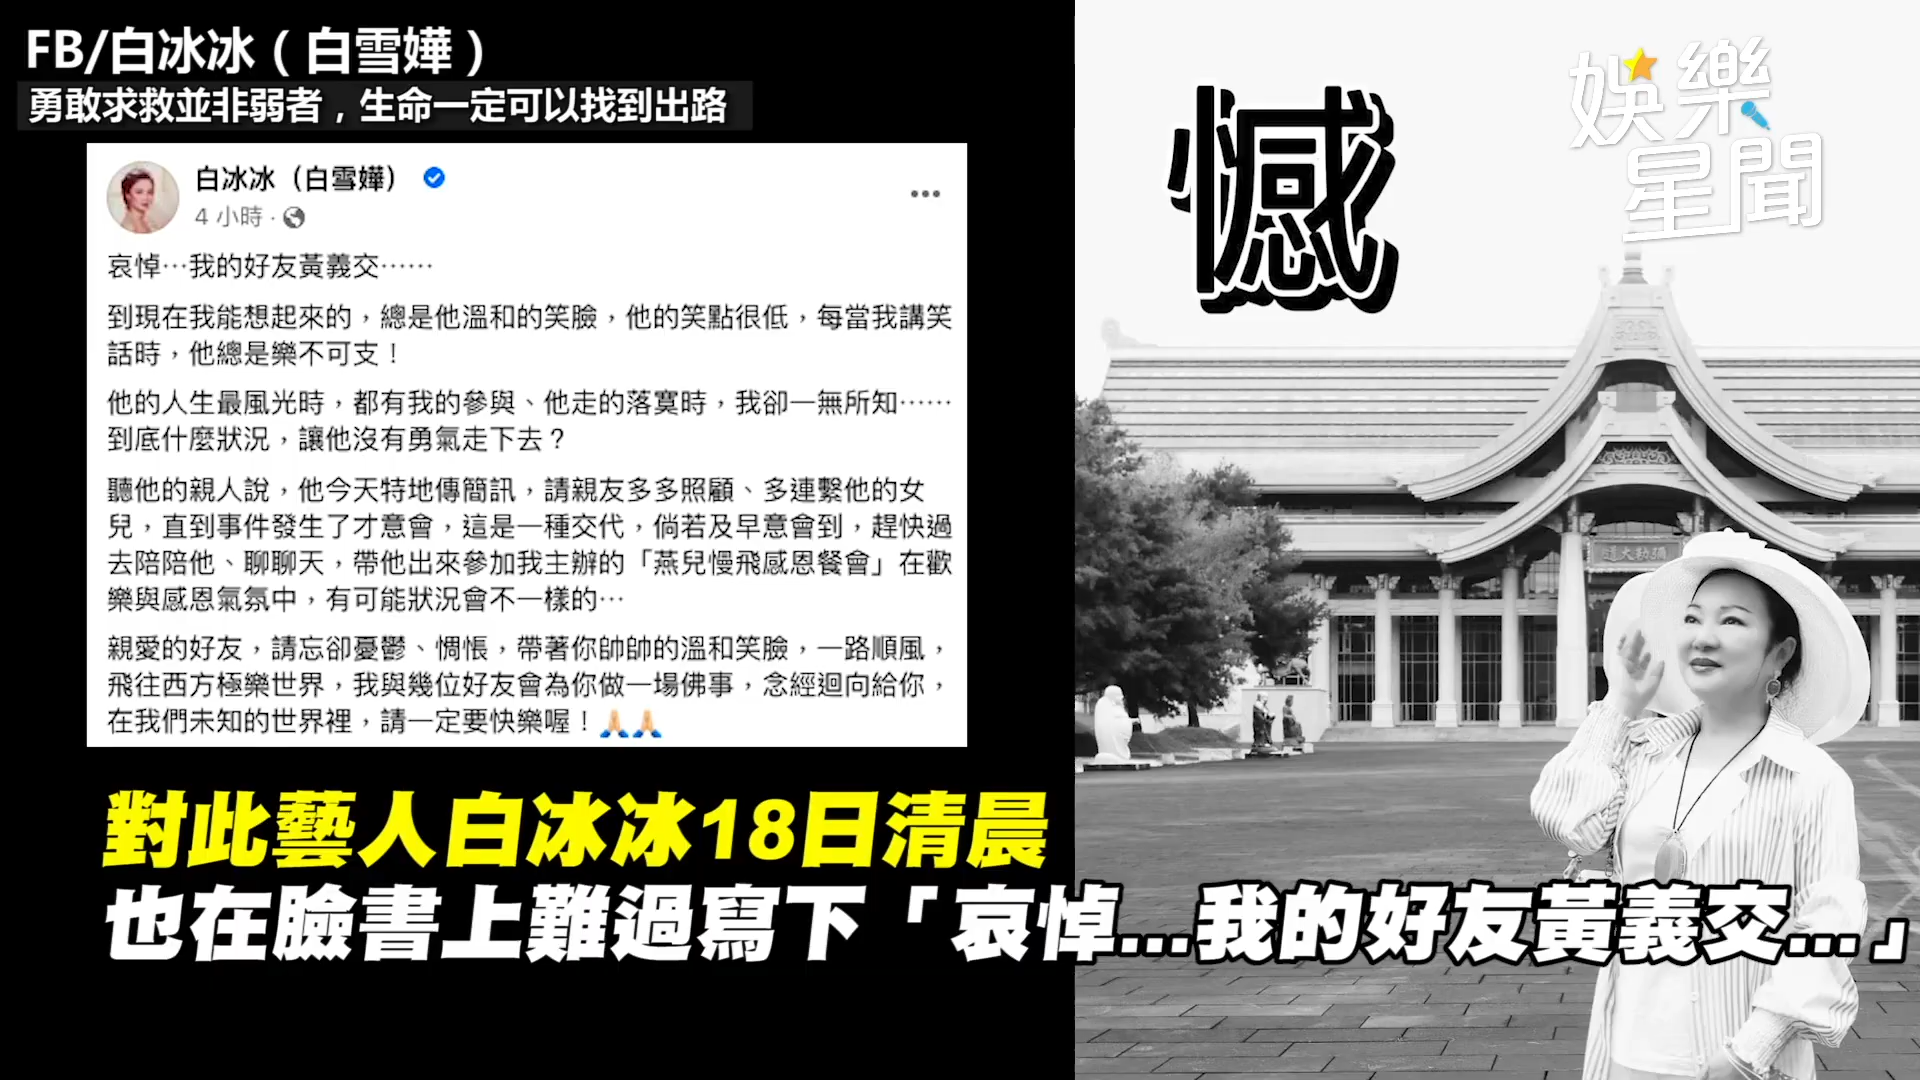 FB/白冰冰(白雪嬅)
勇敢求救並非弱者，生命一定可以找到出路
白冰冰（白雪嬅）
4 小時 ·
哀悼…我的好友黃義交……
到現在我能想起來的，總是他溫和的笑臉，他的笑點很低，每當我講笑
話時，他總是樂不可支！
他的人生最風光時，都有我的參與、他走的落寞時，我卻一無所知……
到底什麼狀況，讓他沒有勇氣走下去？
聽他的親人說，他今天特地傳簡訊，請親友多多照顧、多連繫他的女
兒，直到事件發生了才意會，這是一種交代，倘若及早意會到，趕快過
去陪陪他、聊聊天，帶他出來參加我主辦的「燕兒慢飛感恩餐會」在歡
樂與感恩氣氛中，有可能狀況會不一樣的…
親愛的好友，請忘卻憂鬱、惆悵，帶著你帥帥的溫和笑臉，一路順風，
飛往西方極樂世界，我與幾位好友會為你做一場佛事，念經迴向給你，
在我們未知的世界裡，請一定要快樂喔！🙏🙏
憾
娛樂
星聞
彌勒大道
對此藝人白冰冰18日清晨
也在臉書上難過寫下「哀悼...我的好友黃義交...」